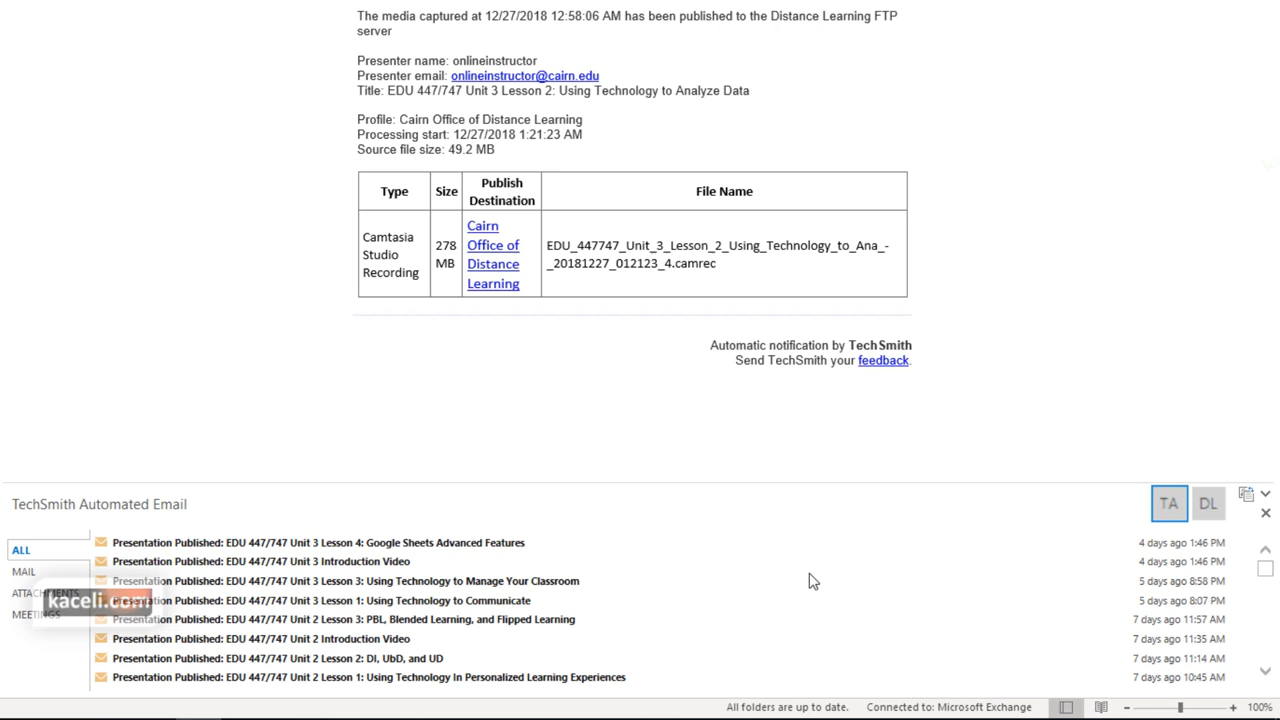 The media captured at 12/27/2018 12:58:06 AM has been published to the Distance Learning FTP
server
Presenter name: onlineinstructor
Presenter email: onlineinstructor@cairn.edu
Title: EDU 447/747 Unit 3 Lesson 2: Using Technology to Analyze Data
Profile: Cairn Office of Distance Learning
Processing start: 12/27/2018 1:21:23 AM
Source file size: 49.2 MB
Type Size Publish Destination File Name
Camtasia Studio Recording 278 MB Cairn Office of Distance Learning EDU_447747_Unit_3_Lesson_2_Using_Technology_to_Ana_-
_20181227_012123_4.camrec
Automatic notification by TechSmith
Send TechSmith your feedback.
TechSmith Automated Email TA DL
ALL
MAIL
ATTACHMENTS
MEETINGS
kaceli.com
Presentation Published: EDU 447/747 Unit 3 Lesson 4: Google Sheets Advanced Features 4 days ago 1:46 PM
Presentation Published: EDU 447/747 Unit 3 Introduction Video 4 days ago 1:46 PM
Presentation Published: EDU 447/747 Unit 3 Lesson 3: Using Technology to Manage Your Classroom 5 days ago 8:58 PM
Presentation Published: EDU 447/747 Unit 3 Lesson 1: Using Technology to Communicate 5 days ago 8:07 PM
Presentation Published: EDU 447/747 Unit 2 Lesson 3: PBL, Blended Learning, and Flipped Learning 7 days ago 11:57 AM
Presentation Published: EDU 447/747 Unit 2 Introduction Video 7 days ago 11:35 AM
Presentation Published: EDU 447/747 Unit 2 Lesson 2: DI, UbD, and UD 7 days ago 11:14 AM
Presentation Published: EDU 447/747 Unit 2 Lesson 1: Using Technology In Personalized Learning Experiences 7 days ago 10:45 AM
All folders are up to date. Connected to: Microsoft Exchange 100%